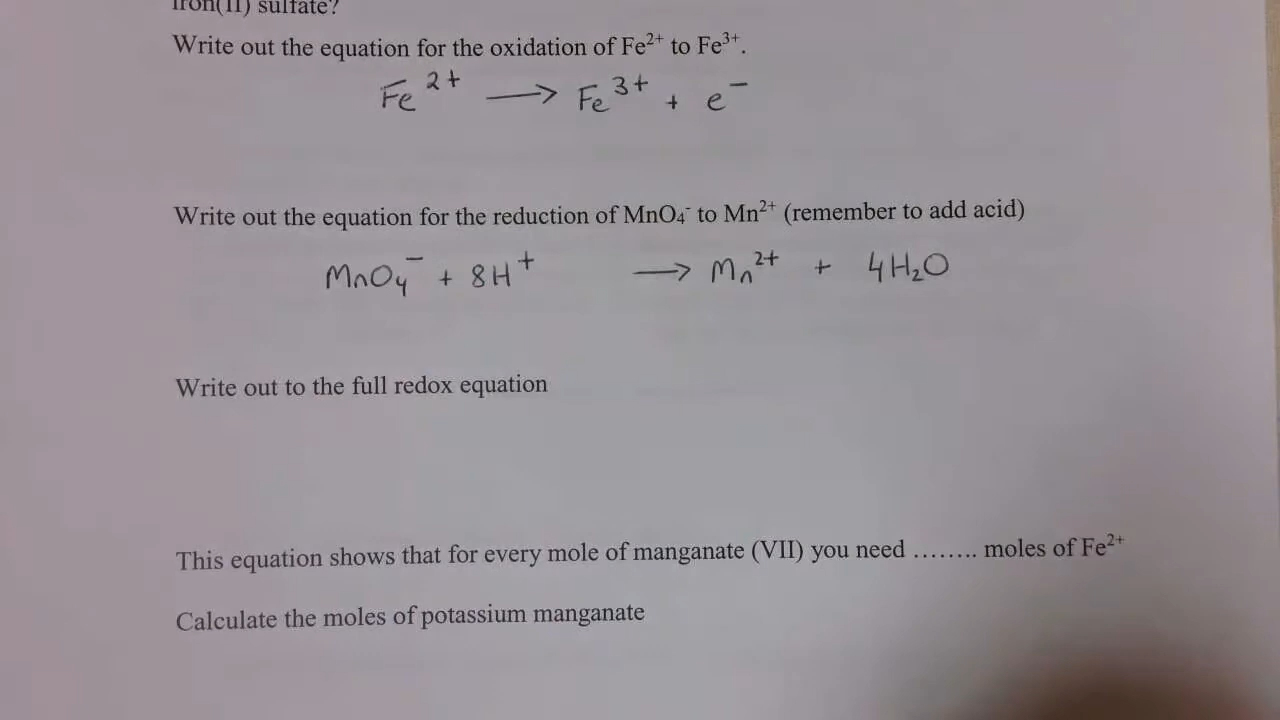 iron(II) sulfate?
Write out the equation for the oxidation of Fe²⁺ to Fe³⁺.
Fe²⁺ → Fe³⁺ + e⁻
Write out the equation for the reduction of MnO₄⁻ to Mn²⁺ (remember to add acid)
MnO₄⁻ + 8H⁺ → Mn²⁺ + 4H₂O
Write out to the full redox equation
This equation shows that for every mole of manganate (VII) you need …….. moles of Fe²⁺
Calculate the moles of potassium manganate